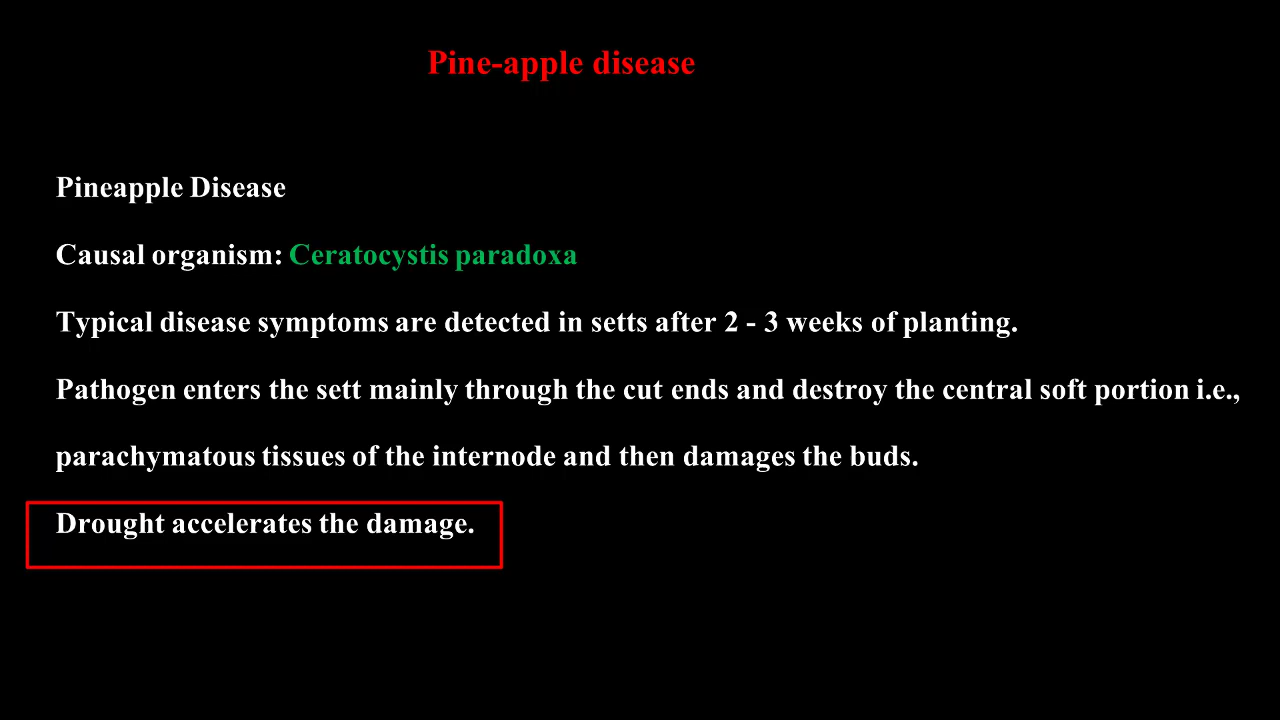 Pine-apple disease
Pineapple Disease
Causal organism: Ceratocystis paradoxa
Typical disease symptoms are detected in setts after 2 - 3 weeks of planting.
Pathogen enters the sett mainly through the cut ends and destroy the central soft portion i.e.,
parachymatous tissues of the internode and then damages the buds.
Drought accelerates the damage.